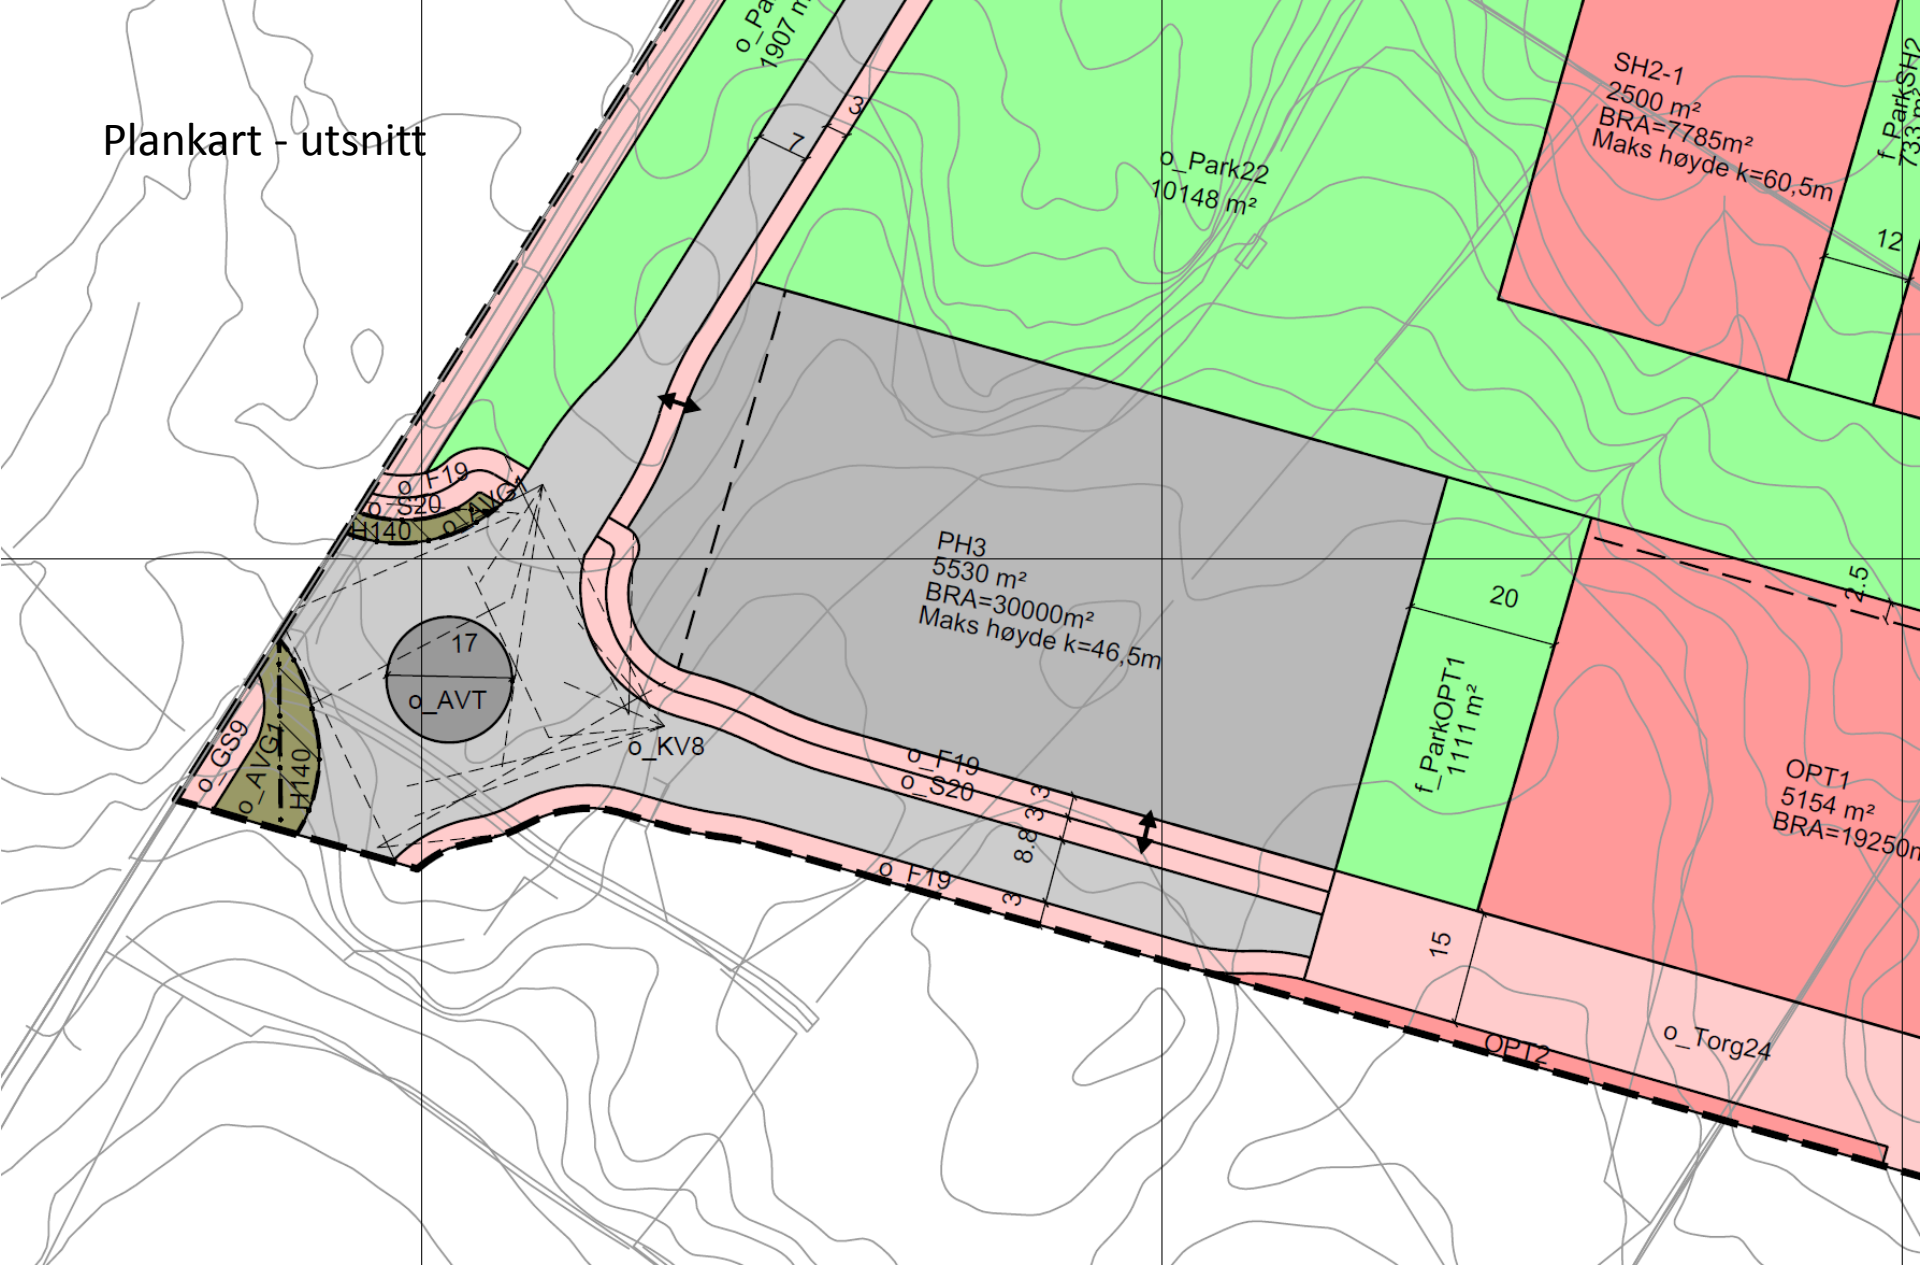 Plankart - utsnitt
1907 m
3
7
o_Park22
10148 m²
SH2-1
2500 m²
BRA=7785m²
Maks høyde k=60,5m
f_ParkSH2
733 m²
12
o_F19
o_S20
H140
o_AVG1
PH3
5530 m²
BRA=30000m²
Maks høyde k=46,5m
20
2.5
f_ParkOPT1
1111 m²
17
o_AVT
o_GS9
o_AVG1
H140
o_KV8
o_F19
o_S20
3
3
8.8
3
o_F19
OPT1
5154 m²
BRA=19250m
15
o_Torg24
OPT2